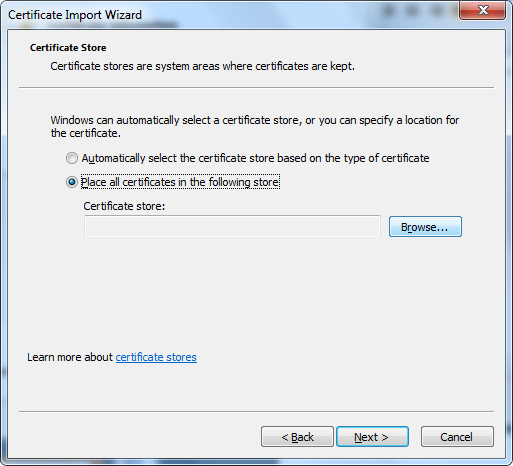 Certificate Import Wizard
Certificate Store
Certificate stores are system areas where certificates are kept.
Windows can automatically select a certificate store, or you can specify a location for
the certificate.
Automatically select the certificate store based on the type of certificate
Place all certificates in the following store
Certificate store:
Browse...
Learn more about certificate stores
< Back
Next >
Cancel